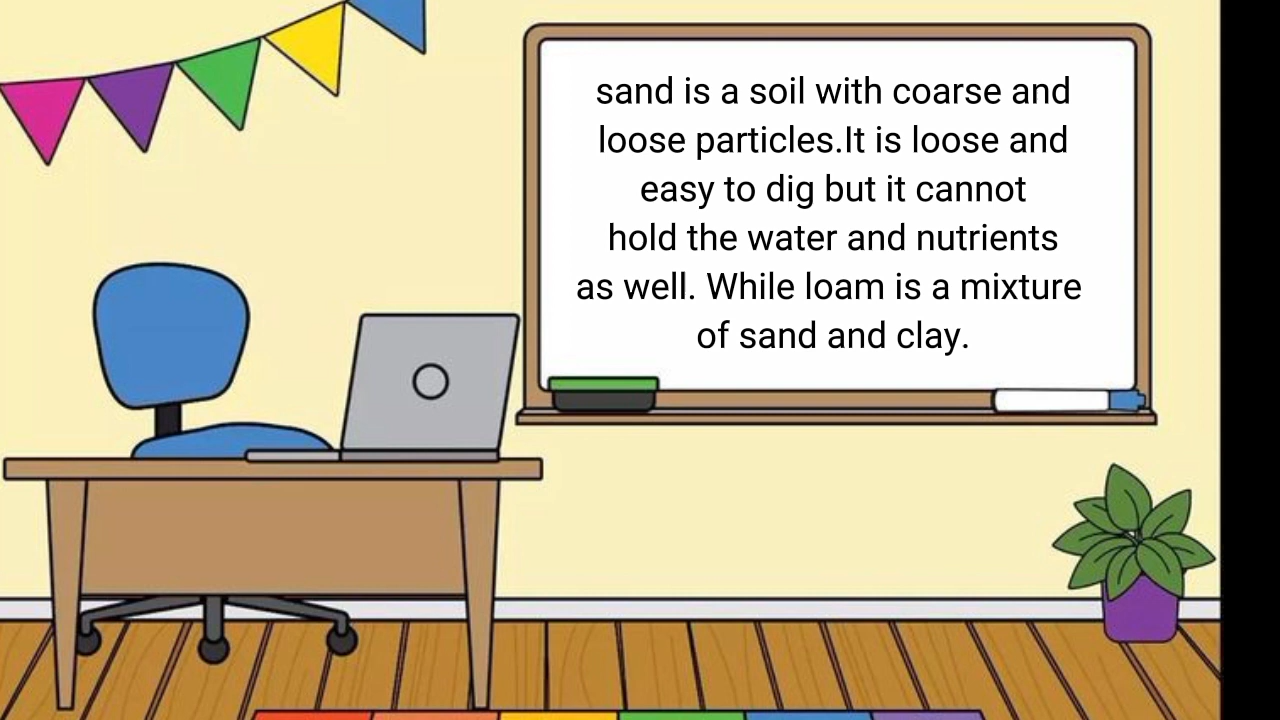 sand is a soil with coarse and
loose particles.It is loose and
easy to dig but it cannot
hold the water and nutrients
as well. While loam is a mixture
of sand and clay.